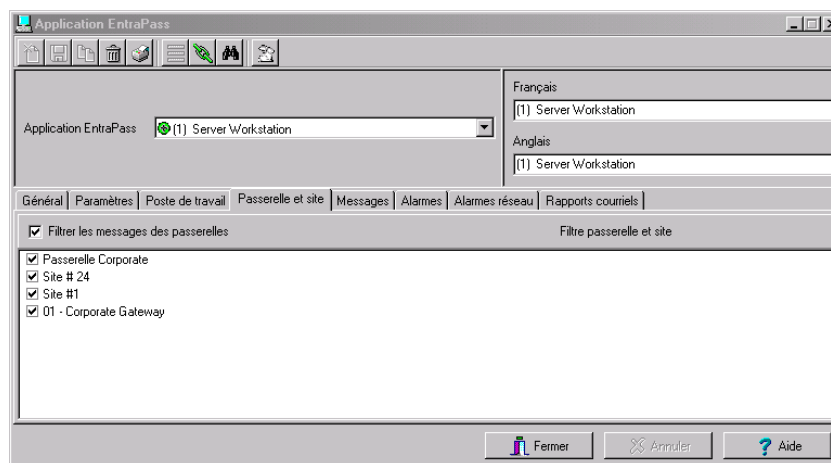 Application EntraPass
Français
(1) Server Workstation
Application EntraPass (1) Server Workstation
Anglais
(1) Server Workstation
Général Paramètres Poste de travail Passerelle et site Messages Alarmes Alarmes réseau Rapports courriels
Filtrer les messages des passerelles Filtre passerelle et site
Passerelle Corporate
Site # 24
Site #1
01 - Corporate Gateway
Fermer Annuler Aide